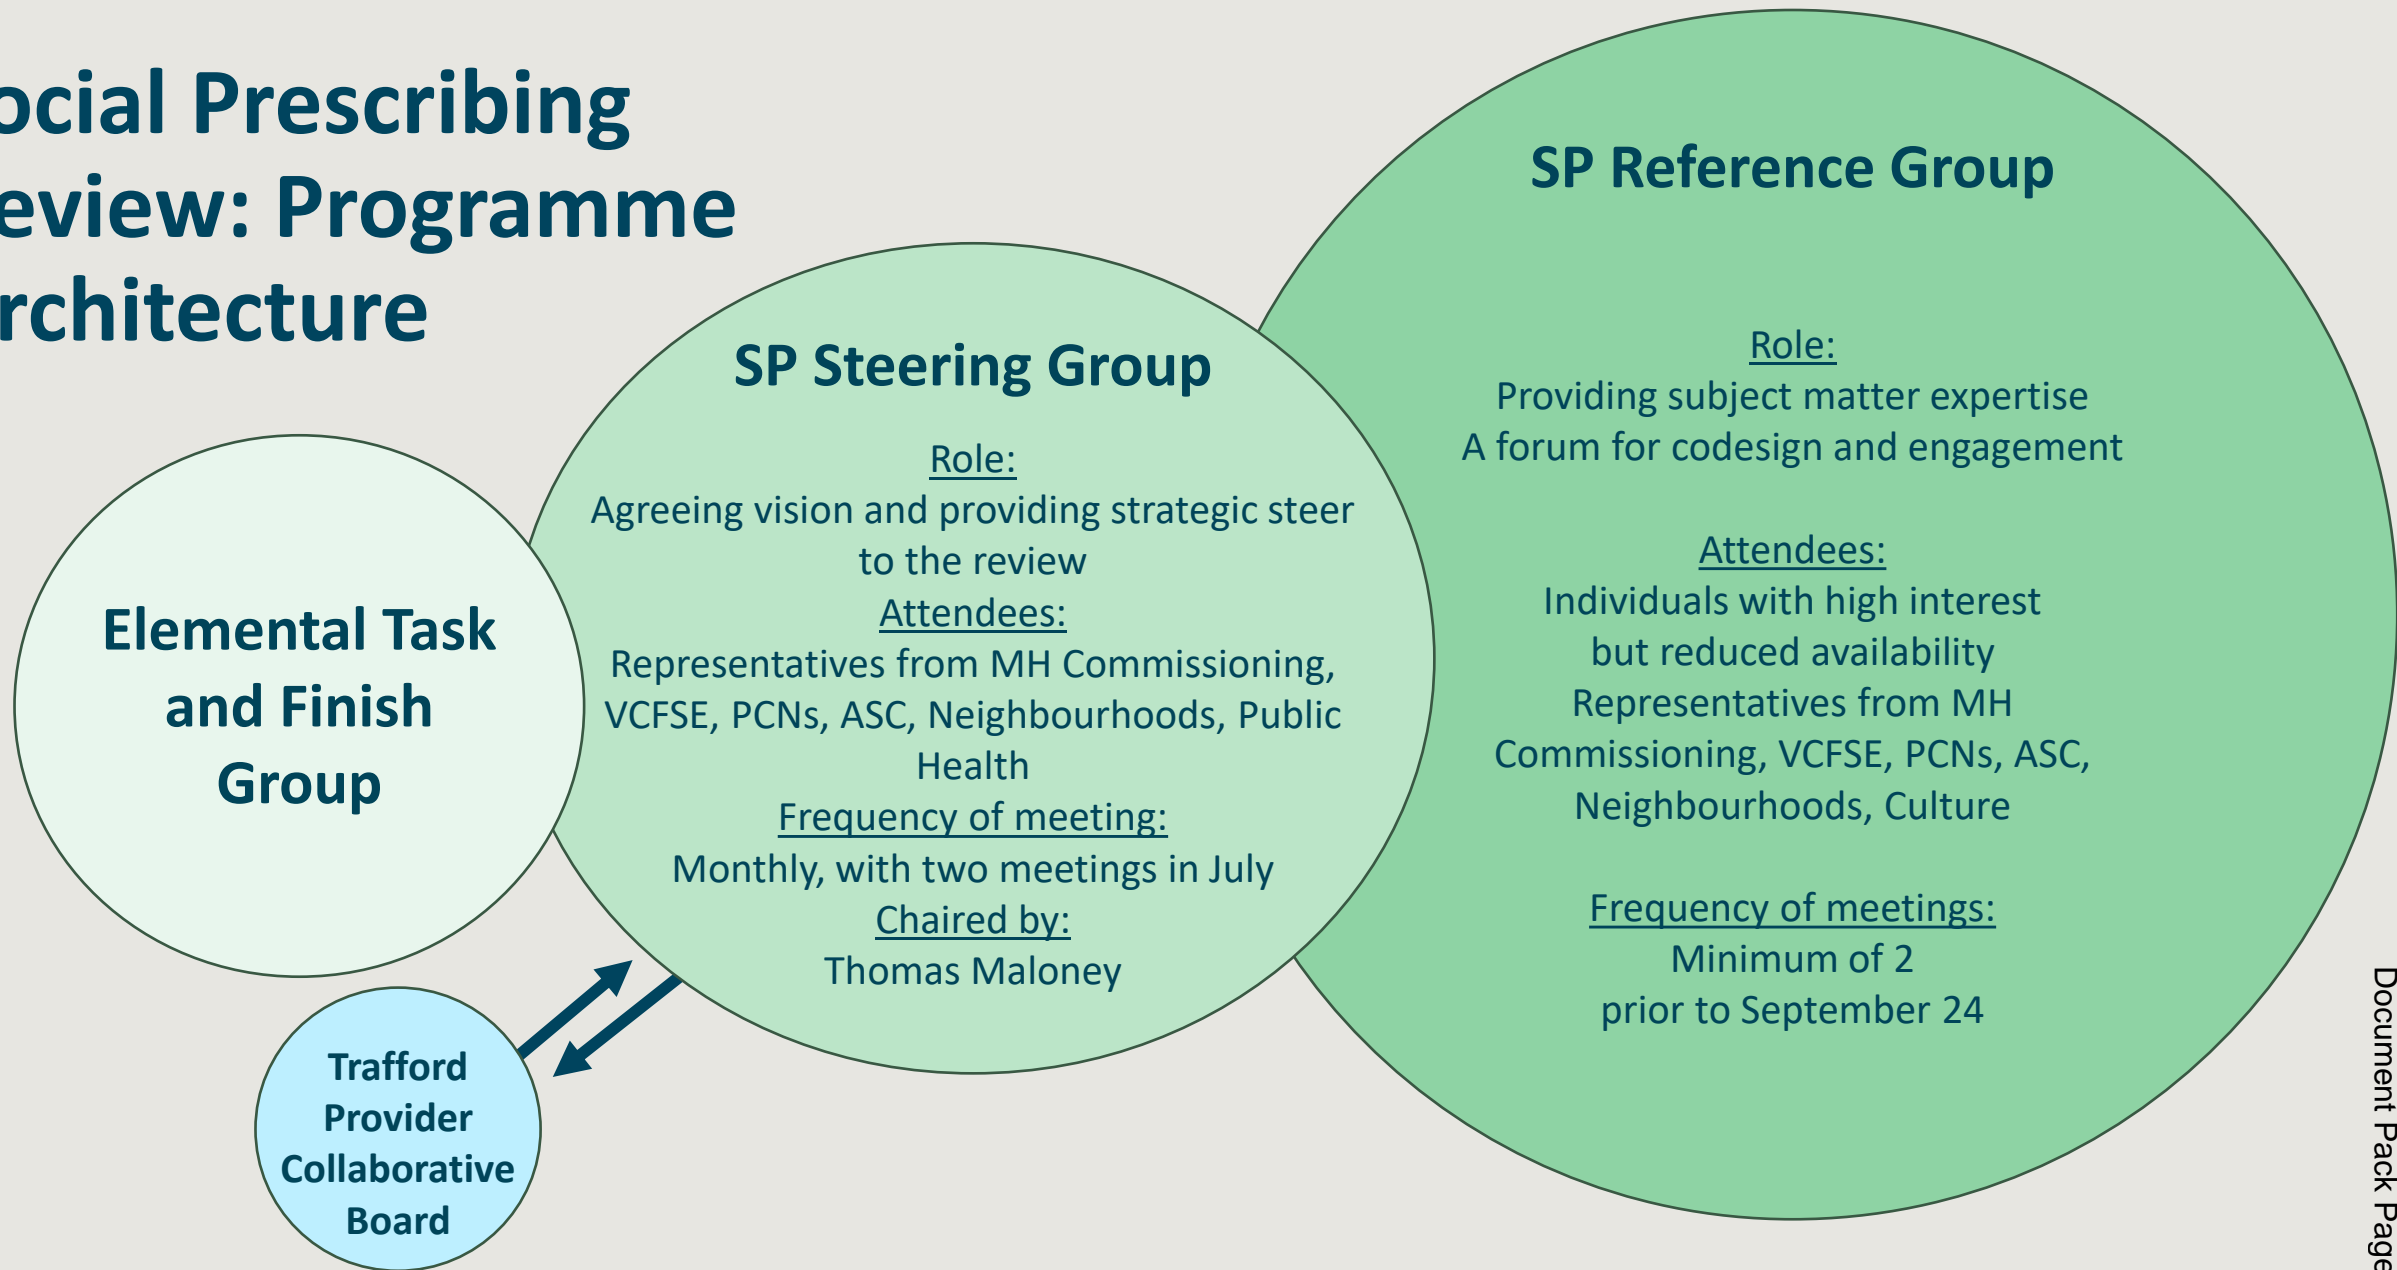 ocial Prescribing
eview: Programme
rchitecture
SP Reference Group
Role:
Providing subject matter expertise
A forum for codesign and engagement
Attendees:
Individuals with high interest
but reduced availability
Representatives from MH
Commissioning, VCFSE, PCNs, ASC,
Neighbourhoods, Culture
Frequency of meetings:
Minimum of 2
prior to September 24
SP Steering Group
Role:
Agreeing vision and providing strategic steer
to the review
Attendees:
Representatives from MH Commissioning,
VCFSE, PCNs, ASC, Neighbourhoods, Public
Health
Frequency of meeting:
Monthly, with two meetings in July
Chaired by:
Thomas Maloney
Elemental Task
and Finish
Group
Trafford
Provider
Collaborative
Board
Document Pack Page